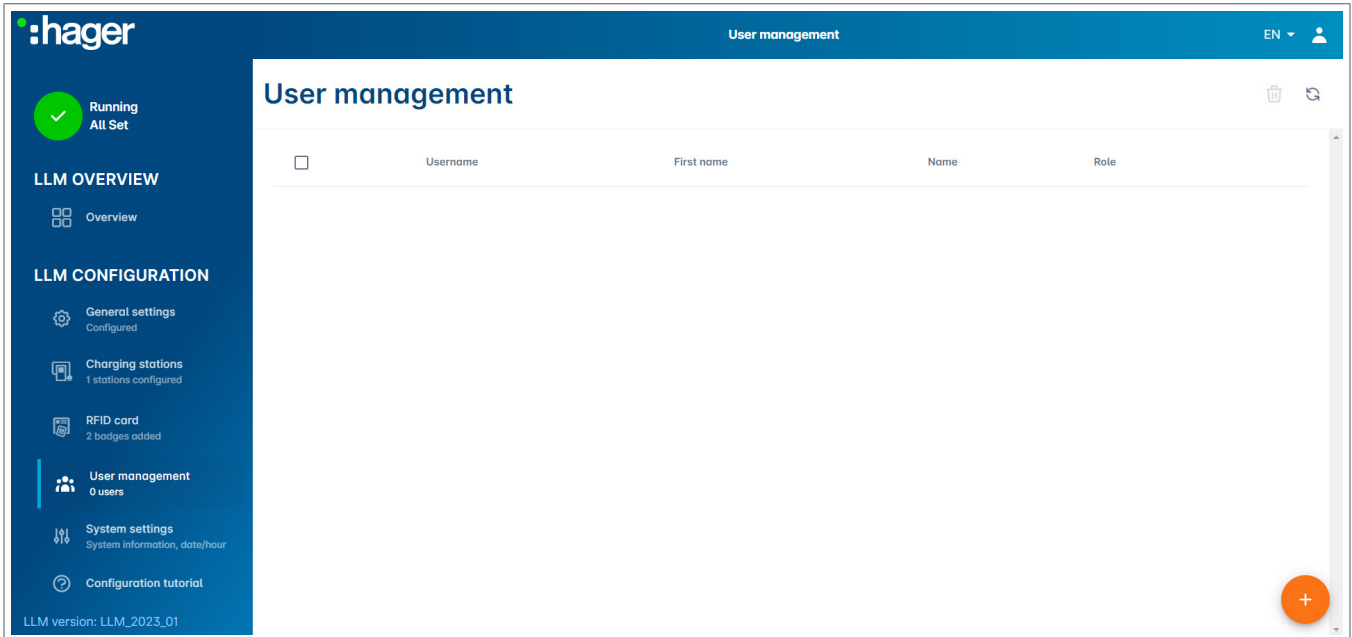 :hager
User management
EN
Running
All Set
LLM OVERVIEW
Overview
LLM CONFIGURATION
General settings
Configured
Charging stations
1 stations configured
RFID card
2 badges added
User management
0 users
System settings
System information, date/hour
Configuration tutorial
LLM version: LLM_2023_01
User management
Username First name Name Role